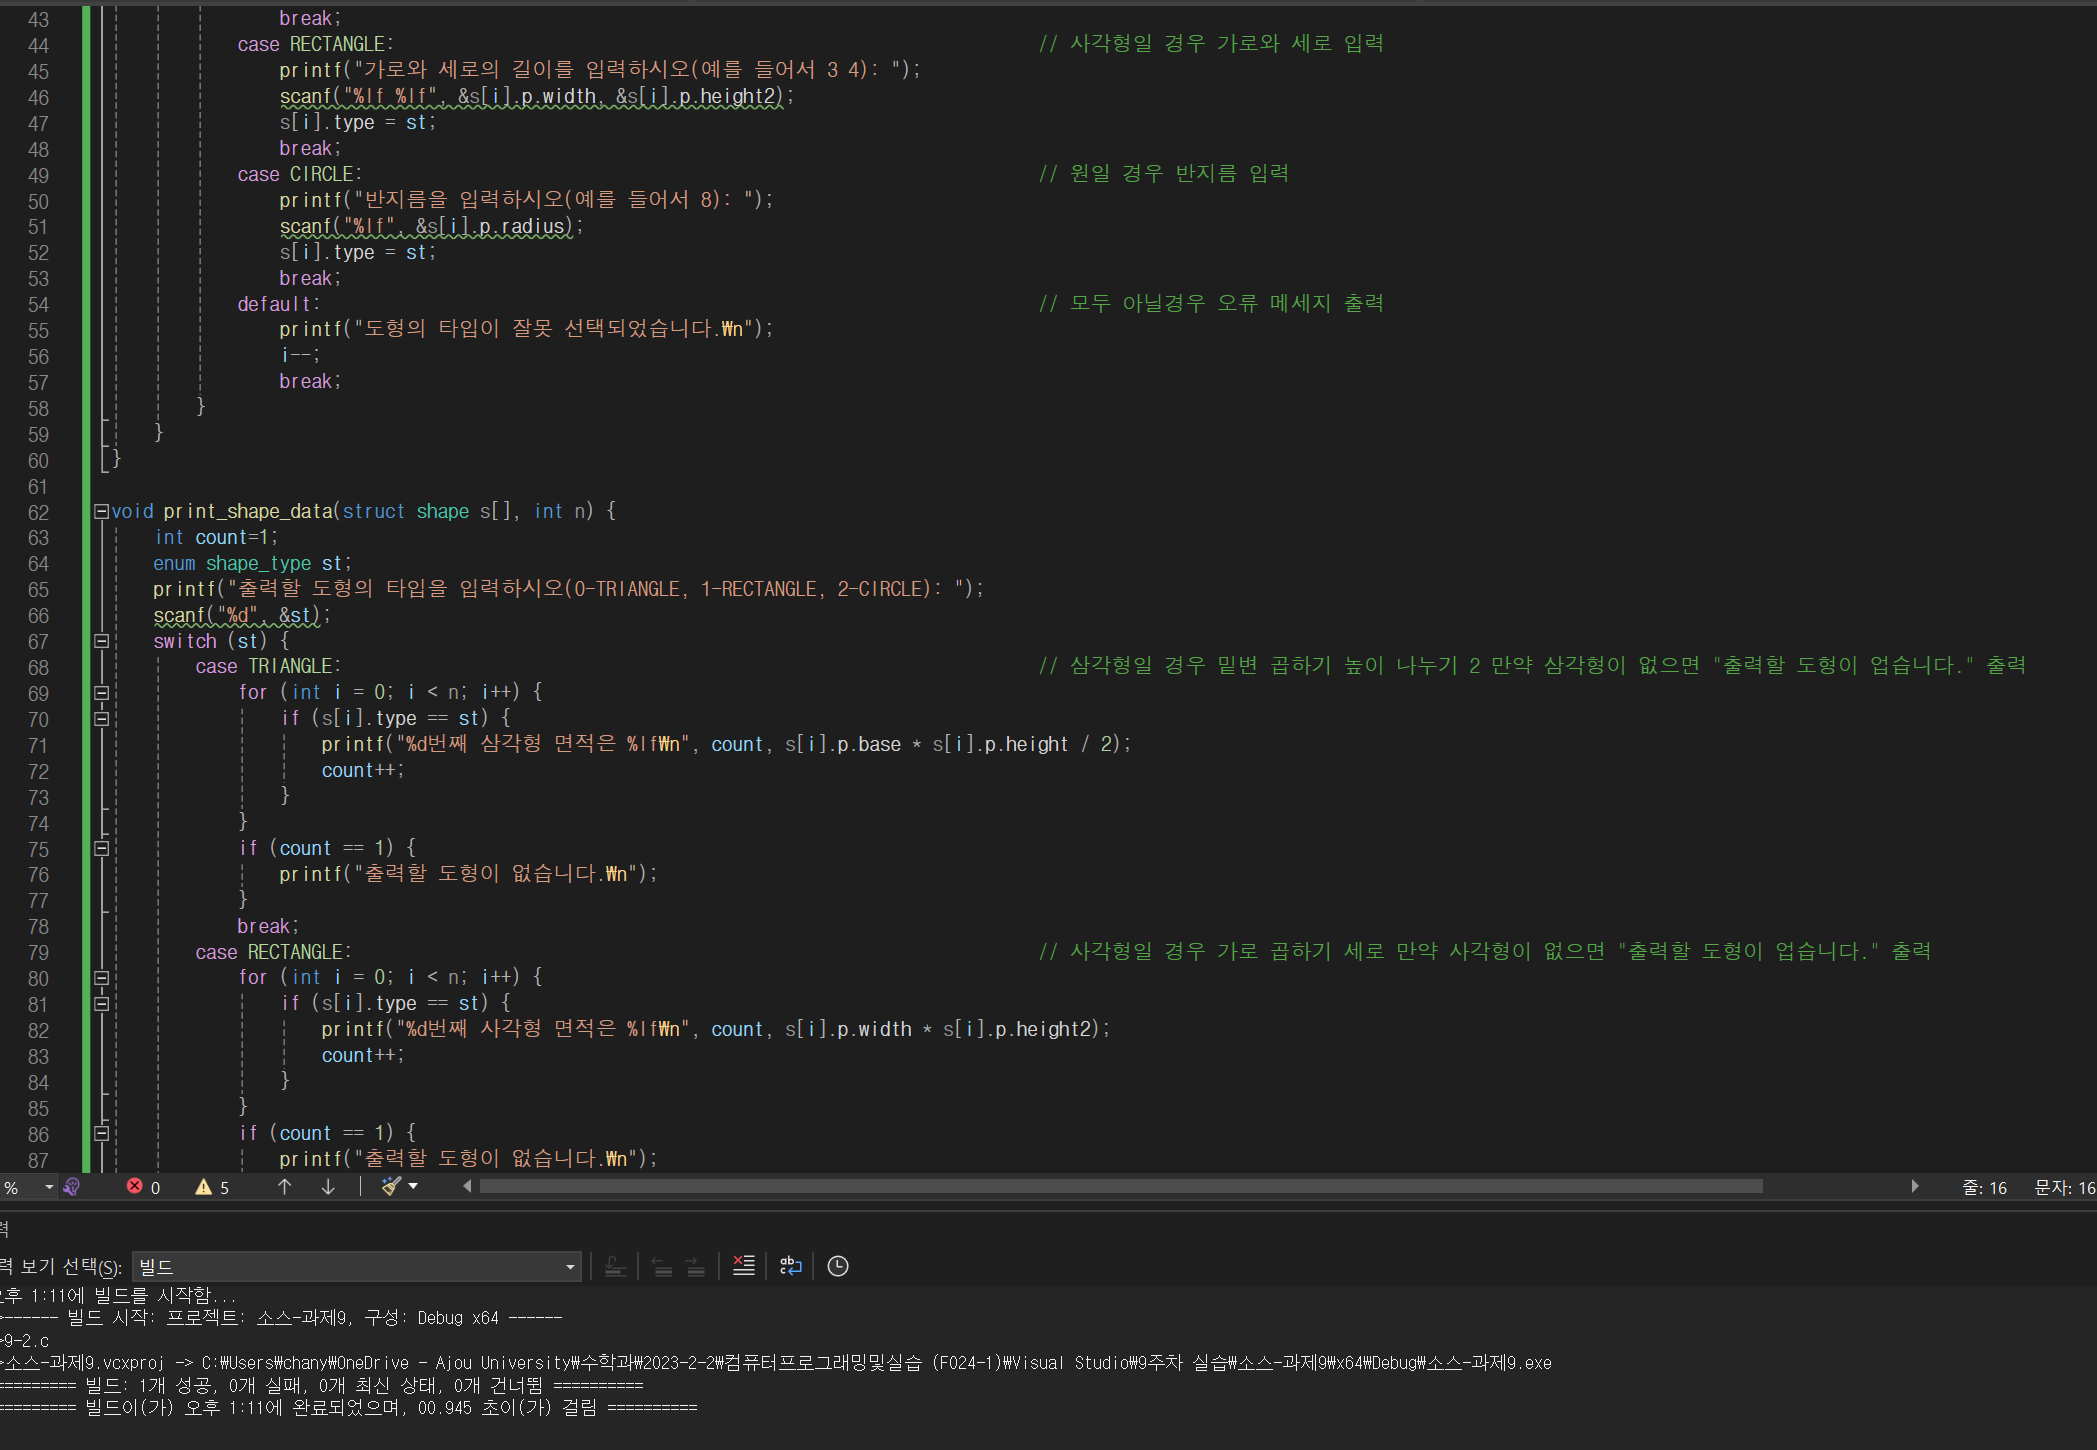 43 break;
44 case RECTANGLE: // 사각형일 경우 가로와 세로 입력
45 printf("가로와 세로의 길이를 입력하시오(예를 들어서 3 4): ");
46 scanf("%lf %lf", &s[i].p.width, &s[i].p.height2);
47 s[i].type = st;
48 break;
49 case CIRCLE: // 원일 경우 반지름 입력
50 printf("반지름을 입력하시오(예를 들어서 8): ");
51 scanf("%lf", &s[i].p.radius);
52 s[i].type = st;
53 break;
54 default: // 모두 아닐경우 오류 메세지 출력
55 printf("도형의 타입이 잘못 선택되었습니다.₩n");
56 i--;
57 break;
58 }
59 }
60 }
61
62 void print_shape_data(struct shape s[], int n) {
63 int count=1;
64 enum shape_type st;
65 printf("출력할 도형의 타입을 입력하시오(0-TRIANGLE, 1-RECTANGLE, 2-CIRCLE): ");
66 scanf("%d", &st);
67 switch (st) {
68 case TRIANGLE: // 삼각형일 경우 밑변 곱하기 높이 나누기 2 만약 삼각형이 없으면 "출력할 도형이 업습니다." 출력
69 for (int i = 0; i < n; i++) {
70 if (s[i].type == st) {
71 printf("%d번째 삼각형 면적은 %lf₩n", count, s[i].p.base * s[i].p.height / 2);
72 count++;
73 }
74 }
75 if (count == 1) {
76 printf("출력할 도형이 없습니다.₩n");
77 }
78 break;
79 case RECTANGLE: // 사각형일 경우 가로 곱하기 세로 만약 사각형이 없으면 "출력할 도형이 업습니다." 출력
80 for (int i = 0; i < n; i++) {
81 if (s[i].type == st) {
82 printf("%d번째 사각형 면적은 %lf₩n", count, s[i].p.width * s[i].p.height2);
83 count++;
84 }
85 }
86 if (count == 1) {
87 printf("출력할 도형이 없습니다.₩n");
% 0 5 줄: 16 문자: 16
력
력 보기 선택(S): 빌드
오후 1:11에 빌드를 시작함...
>------ 빌드 시작: 프로젝트: 소스-과제9, 구성: Debug x64 ------
>9-2.c
>소스-과제9.vcxproj -> C:₩Users₩chany₩OneDrive - Ajou University₩수학과₩2023-2-2₩컴퓨터프로그래밍및실습 (F024-1)₩Visual Studio₩9주차 실습₩소스-과제9₩x64₩Debug₩소스-과제9.exe
========= 빌드: 1개 성공, 0개 실패, 0개 최신 상태, 0개 건너뜀 ==========
========= 빌드이(가) 오후 1:11에 완료되었으며, 00.945 초이(가) 걸림 ==========